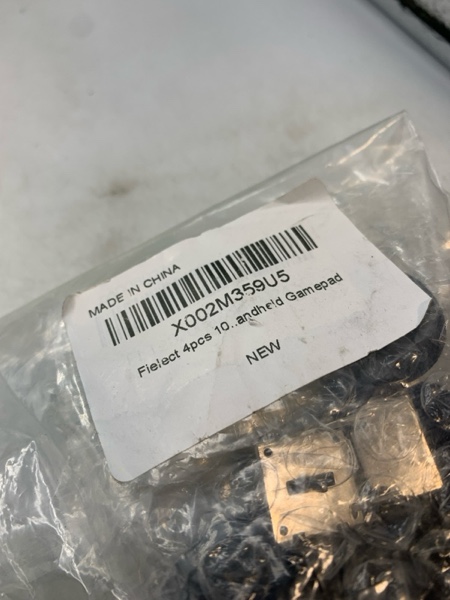 MADE IN CHINA
X002M359U5
Fielect 4pcs 10..andheld Gamepad
NEW